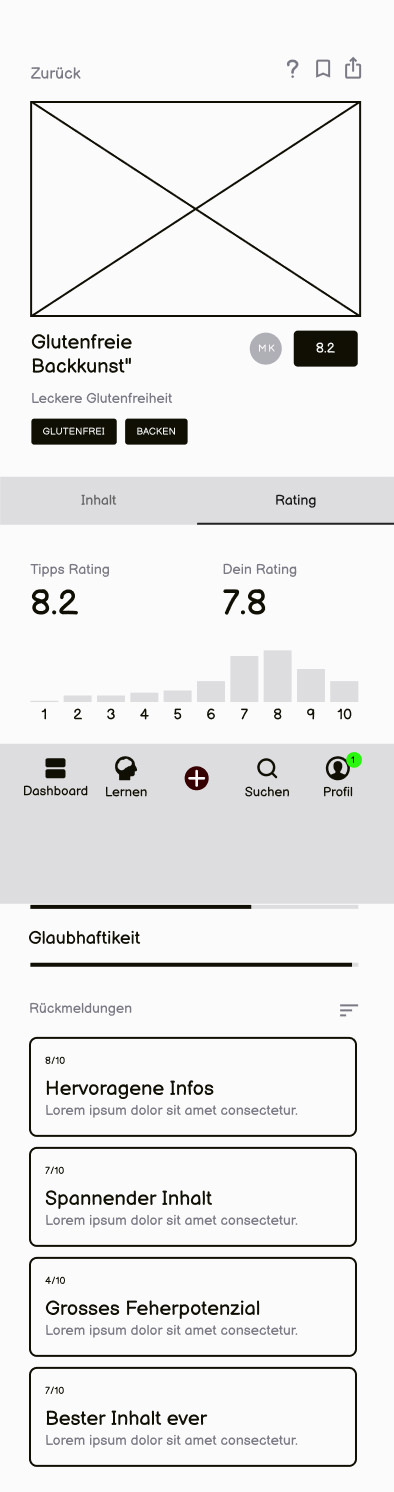 Zurück
?
Glutenfreie
Backkunst"
MK
8.2
Leckere Glutenfreiheit
GLUTENFREI
BACKEN
Inhalt
Rating
Tipps Rating
Dein Rating
8.2
7.8
1 2 3 4 5 6 7 8 9 10
1
Dashboard Lernen Suchen Profil
Glaubhaftikeit
Rückmeldungen
8/10
Hervoragene Infos
Lorem ipsum dolor sit amet consectetur.
7/10
Spannender Inhalt
Lorem ipsum dolor sit amet consectetur.
4/10
Grosses Feherpotenzial
Lorem ipsum dolor sit amet consectetur.
7/10
Bester Inhalt ever
Lorem ipsum dolor sit amet consectetur.